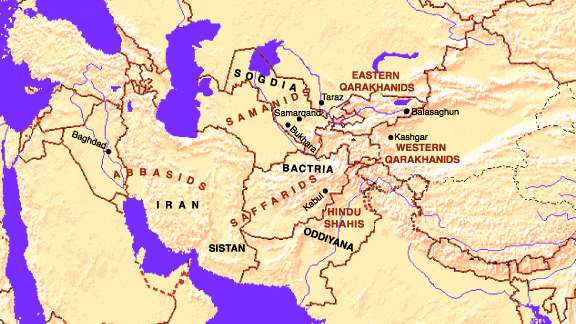 SOGDIA
EASTERN
QARAKHANIDS
Taraz
SAMANIDS
Samarqand
Balasaghun
Bukhara
Kashgar
WESTERN
QARAKHANIDS
Baghdad
BACTRIA
ABBASIDS
SAFFARIDS
Kabul
IRAN
HINDU
SHAHIS
ODDIYANA
SISTAN